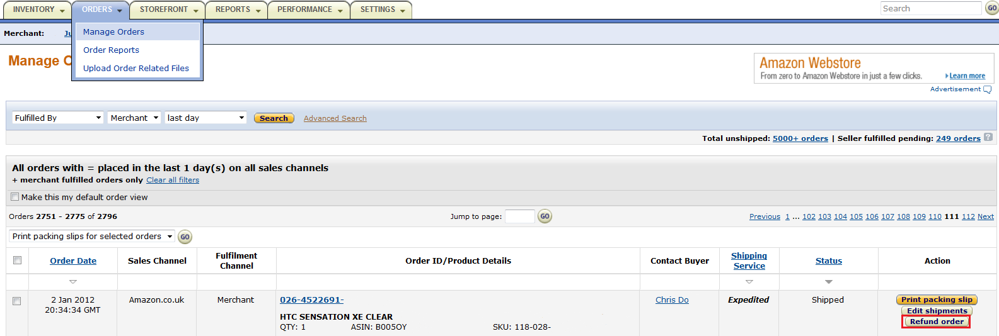 INVENTORY ORDERS STOREFRONT REPORTS PERFORMANCE SETTINGS Search GO
Manage Orders
Merchant: Ju
Order Reports
Manage O
Upload Order Related Files
Amazon Webstore
From zero to Amazon Webstore in just a few clicks. Learn more
Advertisement
Fulfilled By Merchant last day Search Advanced Search
Total unshipped: 5000+ orders | Seller fulfilled pending: 249 orders ?
All orders with = placed in the last 1 day(s) on all sales channels
+ merchant fulfilled orders only Clear all filters
Make this my default order view
Orders 2751 - 2775 of 2796 Jump to page: GO Previous 1 ... 102 103 104 105 106 107 108 109 110 111 112 Next
Print packing slips for selected orders GO
Order Date Sales Channel Fulfilment Channel Order ID/Product Details Contact Buyer Shipping Service Status Action
2 Jan 2012 Amazon.co.uk Merchant 026-4522691- Chris Do Expedited Shipped Print packing slip
20:34:34 GMT Edit shipments
HTC SENSATION XE CLEAR Refund order
QTY: 1 ASIN: B005OY SKU: 118-028-